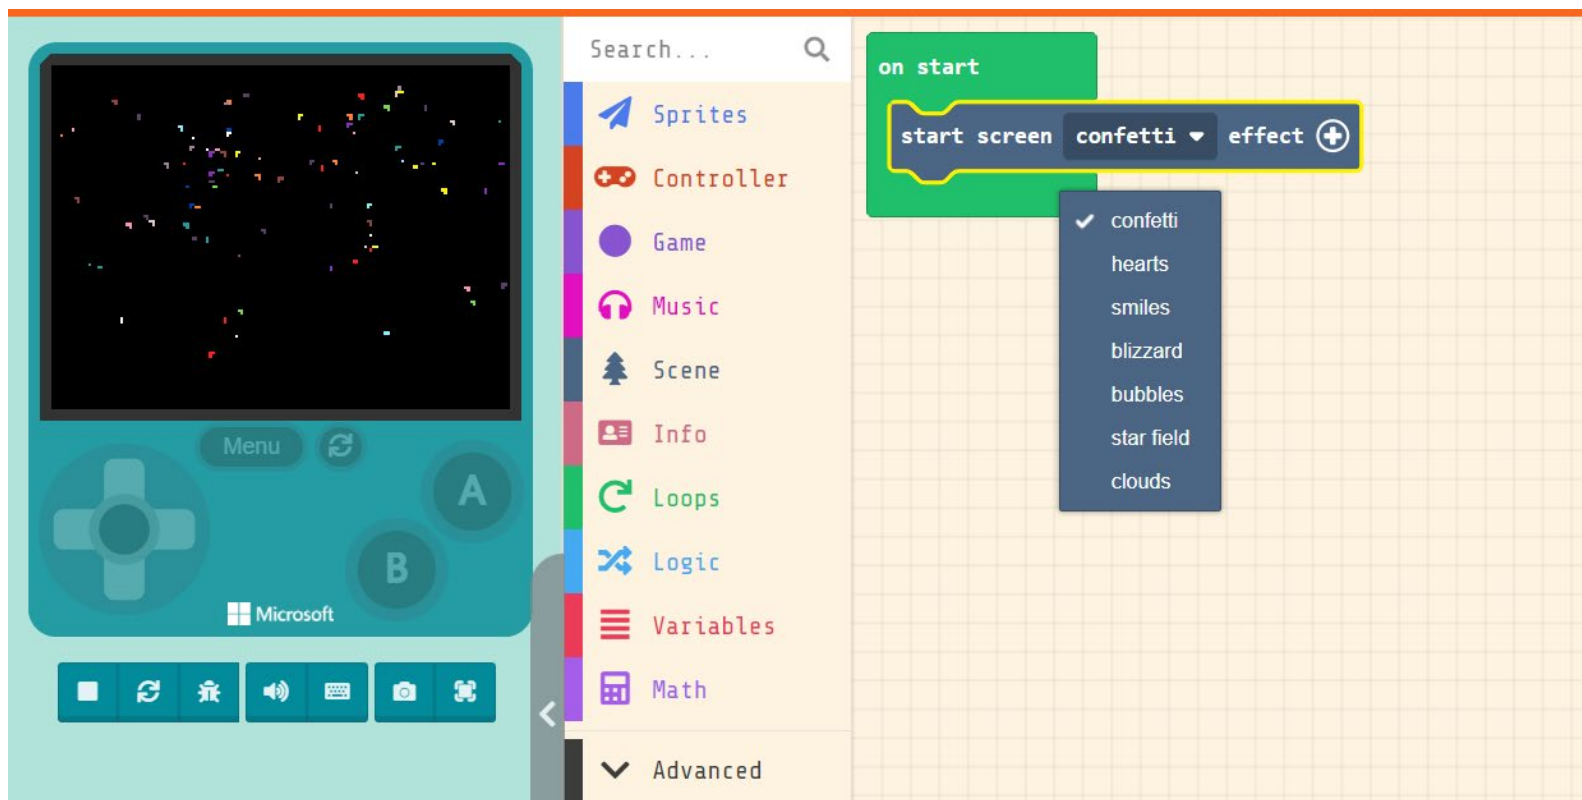 Menu
A
B
Microsoft
Search...
Sprites
Controller
Game
Music
Scene
Info
Loops
Logic
Variables
Math
Advanced
on start
start screen confetti effect
confetti
hearts
smiles
blizzard
bubbles
star field
clouds